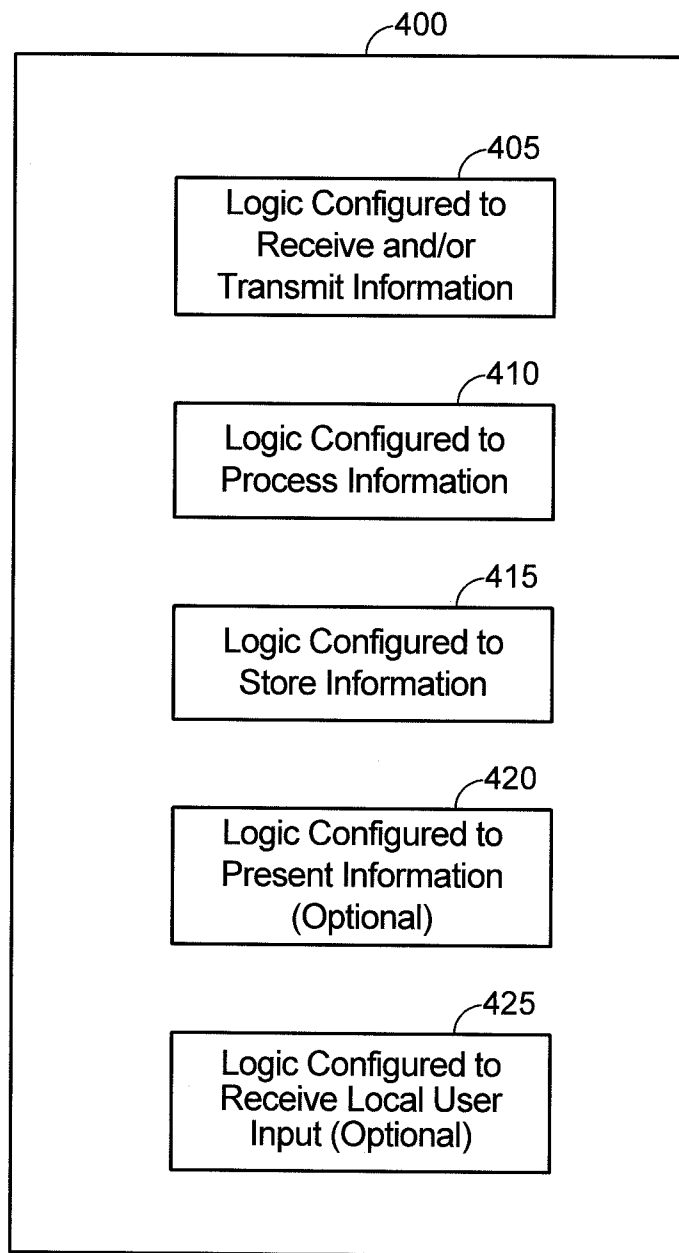 400
405
Logic Configured to
Receive and/or
Transmit Information
410
Logic Configured to
Process Information
415
Logic Configured to
Store Information
420
Logic Configured to
Present Information
(Optional)
425
Logic Configured to
Receive Local User
Input (Optional)